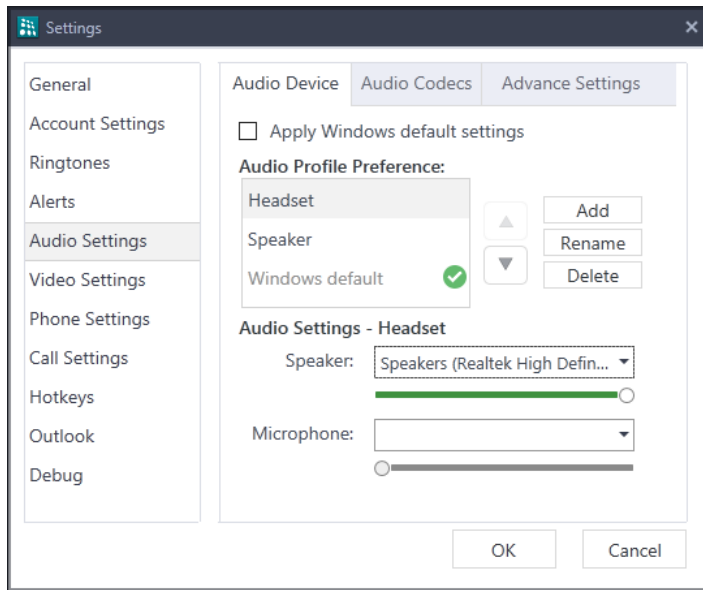 Settings
General
Account Settings
Ringtones
Alerts
Audio Settings
Video Settings
Phone Settings
Call Settings
Hotkeys
Outlook
Debug
Audio Device
Audio Codecs
Advance Settings
Apply Windows default settings
Audio Profile Preference:
Headset
Speaker
Windows default
Add
Rename
Delete
Audio Settings - Headset
Speaker: Speakers (Realtek High Defin...
Microphone:
OK
Cancel